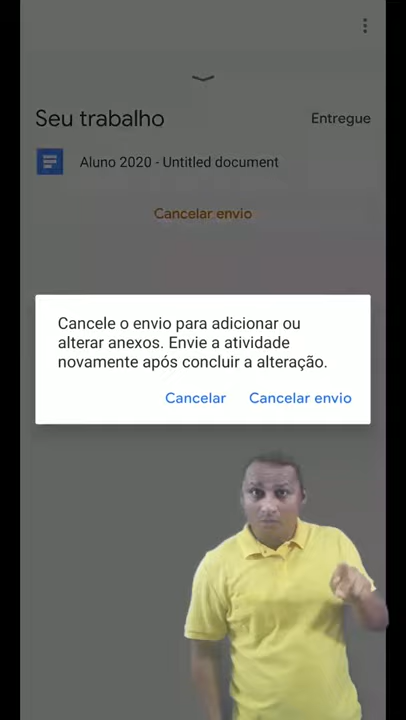 Seu trabalho
Entregue
Aluno 2020 - Untitled document
Cancelar envio
Cancele o envio para adicionar ou
alterar anexos. Envie a atividade
novamente após concluir a alteração.
Cancelar
Cancelar envio